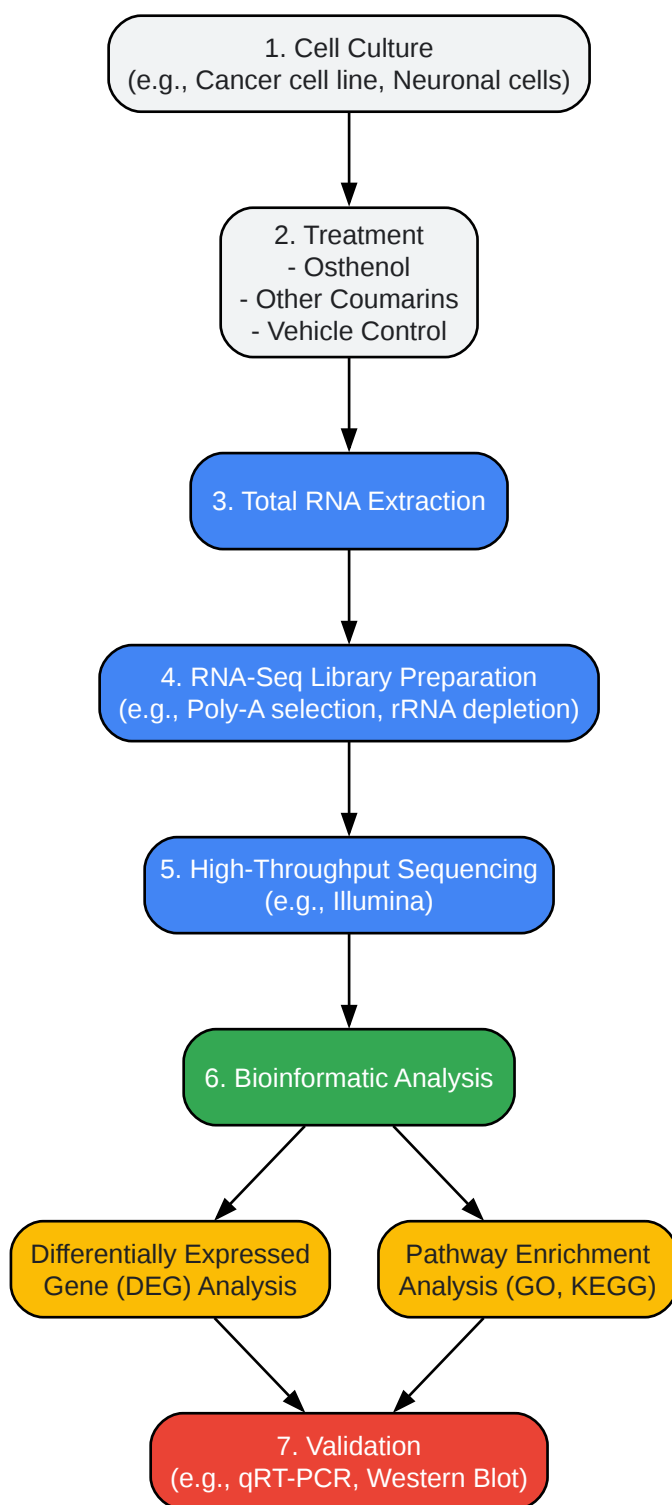 1. Cell Culture
(e.g., Cancer cell line, Neuronal cells)
2. Treatment
- Osthenol
- Other Coumarins
- Vehicle Control
3. Total RNA Extraction
4. RNA-Seq Library Preparation
(e.g., Poly-A selection, rRNA depletion)
5. High-Throughput Sequencing
(e.g., Illumina)
6. Bioinformatic Analysis
Differentially Expressed
Gene (DEG) Analysis
Pathway Enrichment
Analysis (GO, KEGG)
7. Validation
(e.g., qRT-PCR, Western Blot)